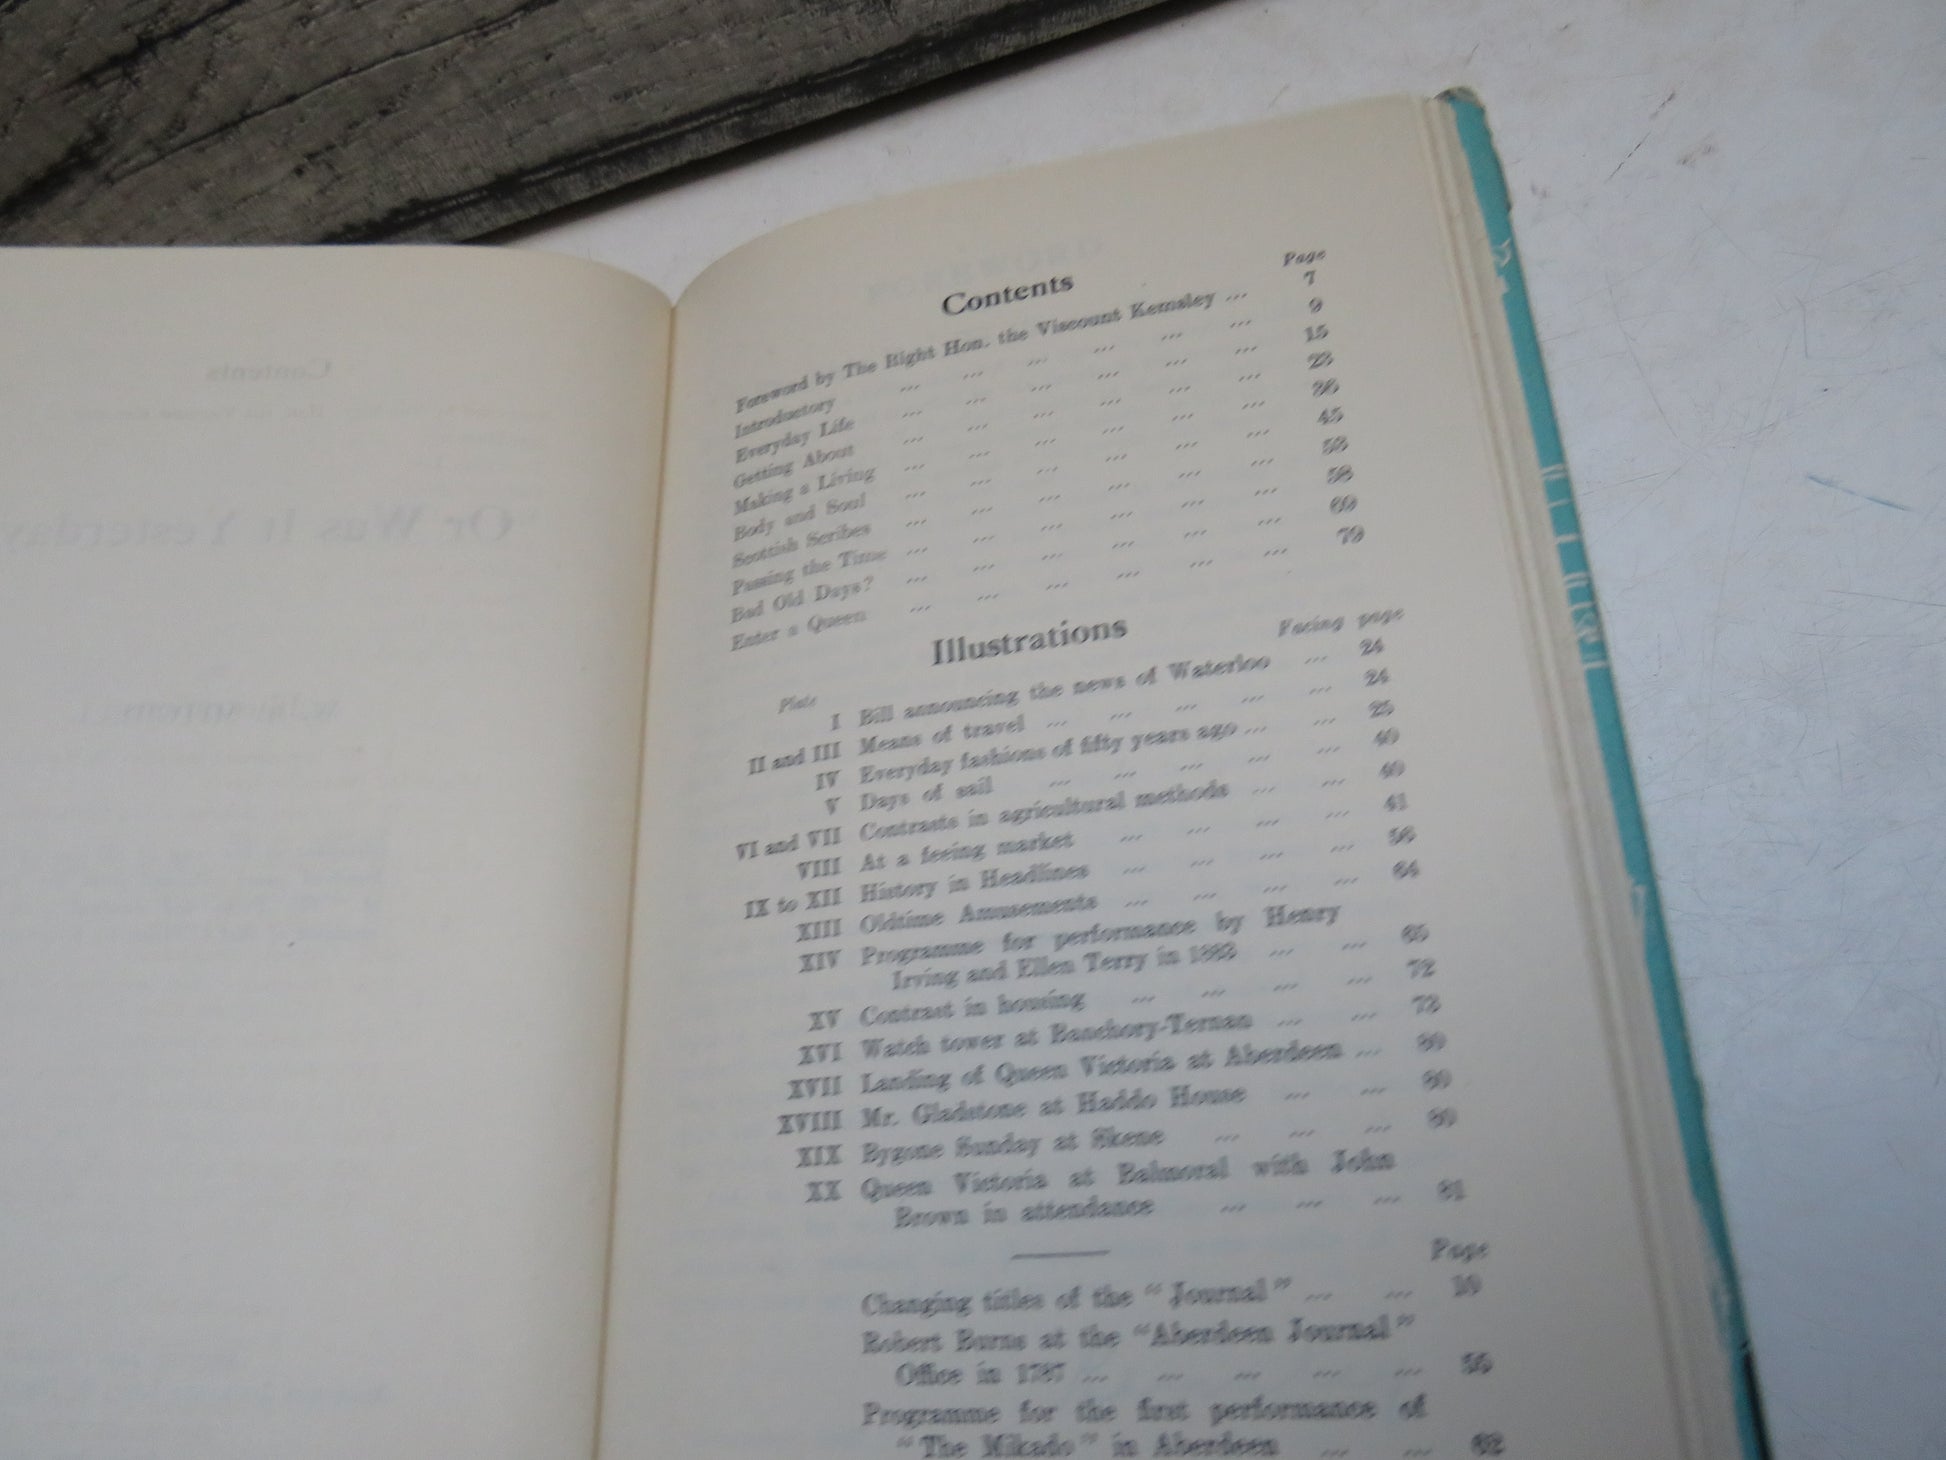 Contents
Page
Foreword by The Right Hon. the Viscount Kemsley ... 7
Introductory ... ... ... ... ... ... 9
Everyday Life ... ... ... ... ... ... 15
Getting About ... ... ... ... ... ... 23
Making a Living ... ... ... ... ... ... 36
Body and Soul ... ... ... ... ... ... 45
Scottish Scribes ... ... ... ... ... ... 53
Passing the Time ... ... ... ... ... ... 58
Bad Old Days? ... ... ... ... ... ... 69
Enter a Queen ... ... ... ... ... ... 79
Illustrations
Plate Facing page
I Bill announcing the news of Waterloo ... 24
II and III Means of travel ... ... ... ... ... 24
IV Everyday fashions of fifty years ago ... ... 25
V Days of sail ... ... ... ... ... 40
VI and VII Contrasts in agricultural methods ... ... 40
VIII At a feeing market ... ... ... ... 41
IX to XII History in Headlines ... ... ... ... 56
XIII Oldtime Amusements ... ... ... ... 64
XIV Programme for performance by Henry
Irving and Ellen Terry in 1893 ... ... 65
XV Contrast in housing ... ... ... ... 72
XVI Watch tower at Banchory-Ternan ... ... 73
XVII Landing of Queen Victoria at Aberdeen ... 80
XVIII Mr. Gladstone at Haddo House ... ... 80
XIX Bygone Sunday at Skene ... ... ... 80
XX Queen Victoria at Balmoral with John
Brown in attendance ... ... ... 81
Page
Changing titles of the "Journal" ... ... 10
Robert Burns at the "Aberdeen Journal"
Office in 1787 ... ... ... ... ... 55
Programme for the first performance of
"The Mikado" in Aberdeen ... ... 62